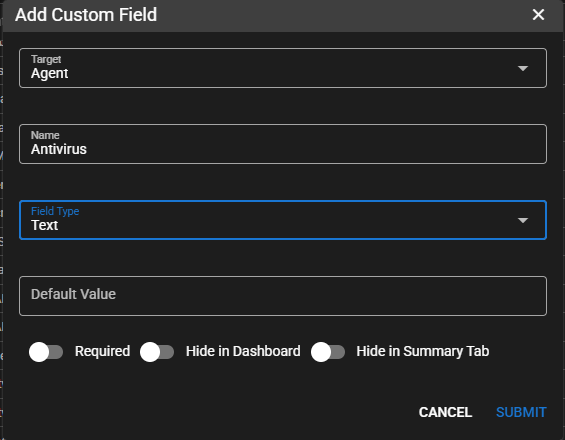 Add Custom Field
Target
Agent
Name
Antivirus
Field Type
Text
Default Value
Required Hide in Dashboard Hide in Summary Tab
CANCEL SUBMIT